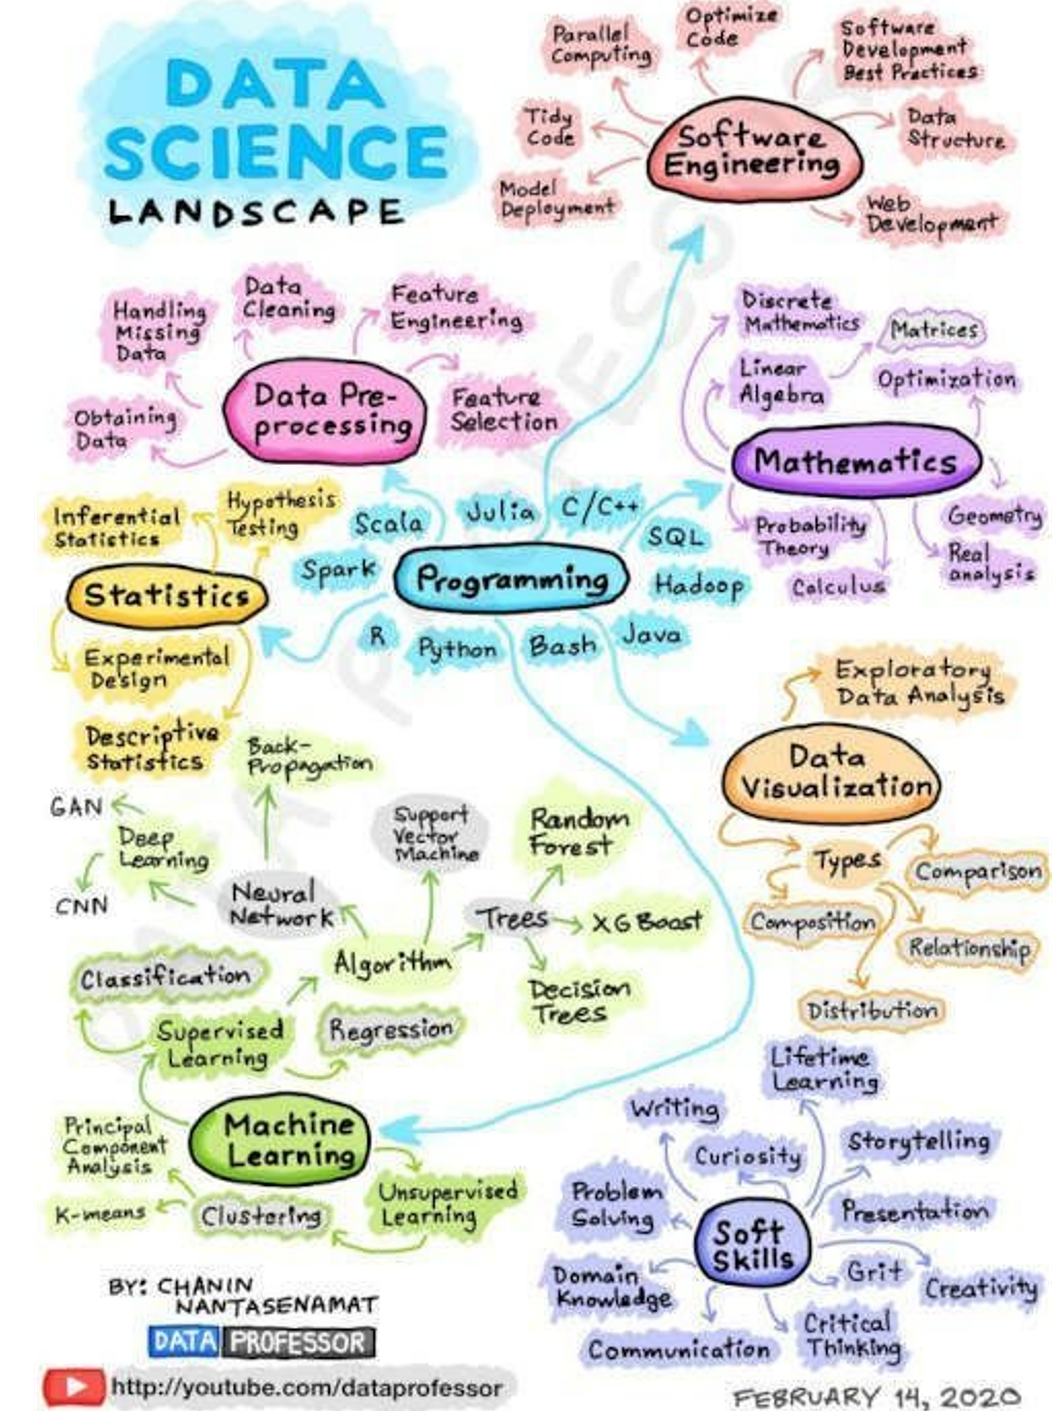 DATA
SCIENCE
LANDSCAPE
Parallel
Computing
Optimize
Code
Software
Development
Best Practices
Tidy
Code
Software
Engineering
Data
Structure
Model
Deployment
Web
Development
Handling
Missing
Data
Data
Cleaning
Feature
Engineering
Obtaining
Data
Data Pre-
processing
Feature
Selection
Discrete
Mathematics
Matrices
Linear
Algebra
Optimization
Mathematics
Probability
Theory
Calculus
Geometry
Real
analysis
Inferential
Statistics
Hypothesis
Testing
Statistics
Experimental
Design
Descriptive
Statistics
Scala
Julia
C/C++
SQL
Spark
Programming
Hadoop
R
Python
Bash
Java
Exploratory
Data Analysis
Data
Visualization
Types
Comparison
Composition
Relationship
Distribution
Back-
Propagation
GAN
Deep
Learning
CNN
Neural
Network
Support
Vector
Machine
Random
Forest
Trees
XG Boost
Decision
Trees
Algorithm
Classification
Supervised
Learning
Regression
Machine
Learning
Principal
Component
Analysis
K-means
Clustering
Unsupervised
Learning
Lifetime
Learning
Writing
Curiosity
Storytelling
Problem
Solving
Soft
Skills
Presentation
Domain
Knowledge
Grit
Creativity
Communication
Critical
Thinking
BY: CHANIN
NANTASENAMAT
DATA PROFESSOR
http://youtube.com/dataprofessor
FEBRUARY 14, 2020
DATA PROFESSOR